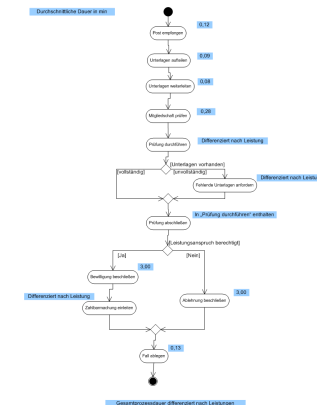 Durchschnittliche Dauer in min
Post empfangen
0,12
Unterlagen aufteilen
0,09
Unterlagen weiterleiten
0,08
Mitgliedschaft prüfen
0,28
Prüfung durchführen
Differenziert nach Leistung
[Unterlagen vorhanden]
[vollständig]
[unvollständig]
Fehlende Unterlagen anfordern
Differenziert nach Leistu
Prüfung abschließen
In „Prüfung durchführen“ enthalten
[Leistungsanspruch berechtigt]
[Ja]
[Nein]
Bewilligung beschließen
3,00
Differenziert nach Leistung
Zahlbarmachung einleiten
Ablehnung beschließen
3,00
Fall ablegen
0,13
Gesamtprozessdauer differenziert nach Leistungen